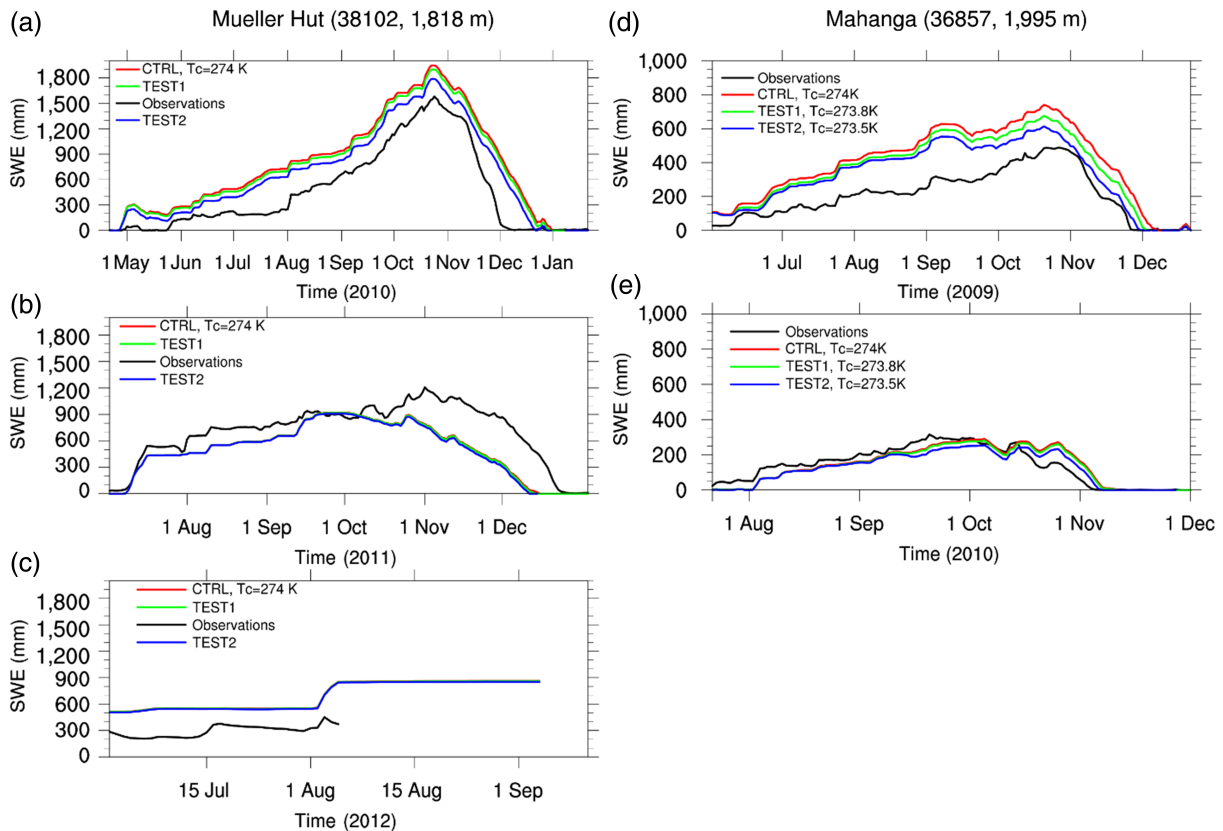 (a)
Mueller Hut (38102, 1,818 m)
SWE (mm)
1,800
1,500
1,200
900
600
300
0
CTRL, Tc=274 K
TEST1
Observations
TEST2
1 May 1 Jun 1 Jul 1 Aug 1 Sep 1 Oct 1 Nov 1 Dec 1 Jan
Time (2010)
(b)
SWE (mm)
1,800
1,500
1,200
900
600
300
0
CTRL, Tc=274 K
TEST1
Observations
TEST2
1 Aug 1 Sep 1 Oct 1 Nov 1 Dec
Time (2011)
(c)
SWE (mm)
1,800
1,500
1,200
900
600
300
0
CTRL, Tc=274 K
TEST1
Observations
TEST2
15 Jul 1 Aug 15 Aug 1 Sep
Time (2012)
(d)
Mahanga (36857, 1,995 m)
SWE (mm)
1,000
800
600
400
200
0
Observations
CTRL, Tc=274K
TEST1, Tc=273.8K
TEST2, Tc=273.5K
1 Jul 1 Aug 1 Sep 1 Oct 1 Nov 1 Dec
Time (2009)
(e)
SWE (mm)
1,000
800
600
400
200
0
Observations
CTRL, Tc=274K
TEST1, Tc=273.8K
TEST2, Tc=273.5K
1 Aug 1 Sep 1 Oct 1 Nov 1 Dec
Time (2010)